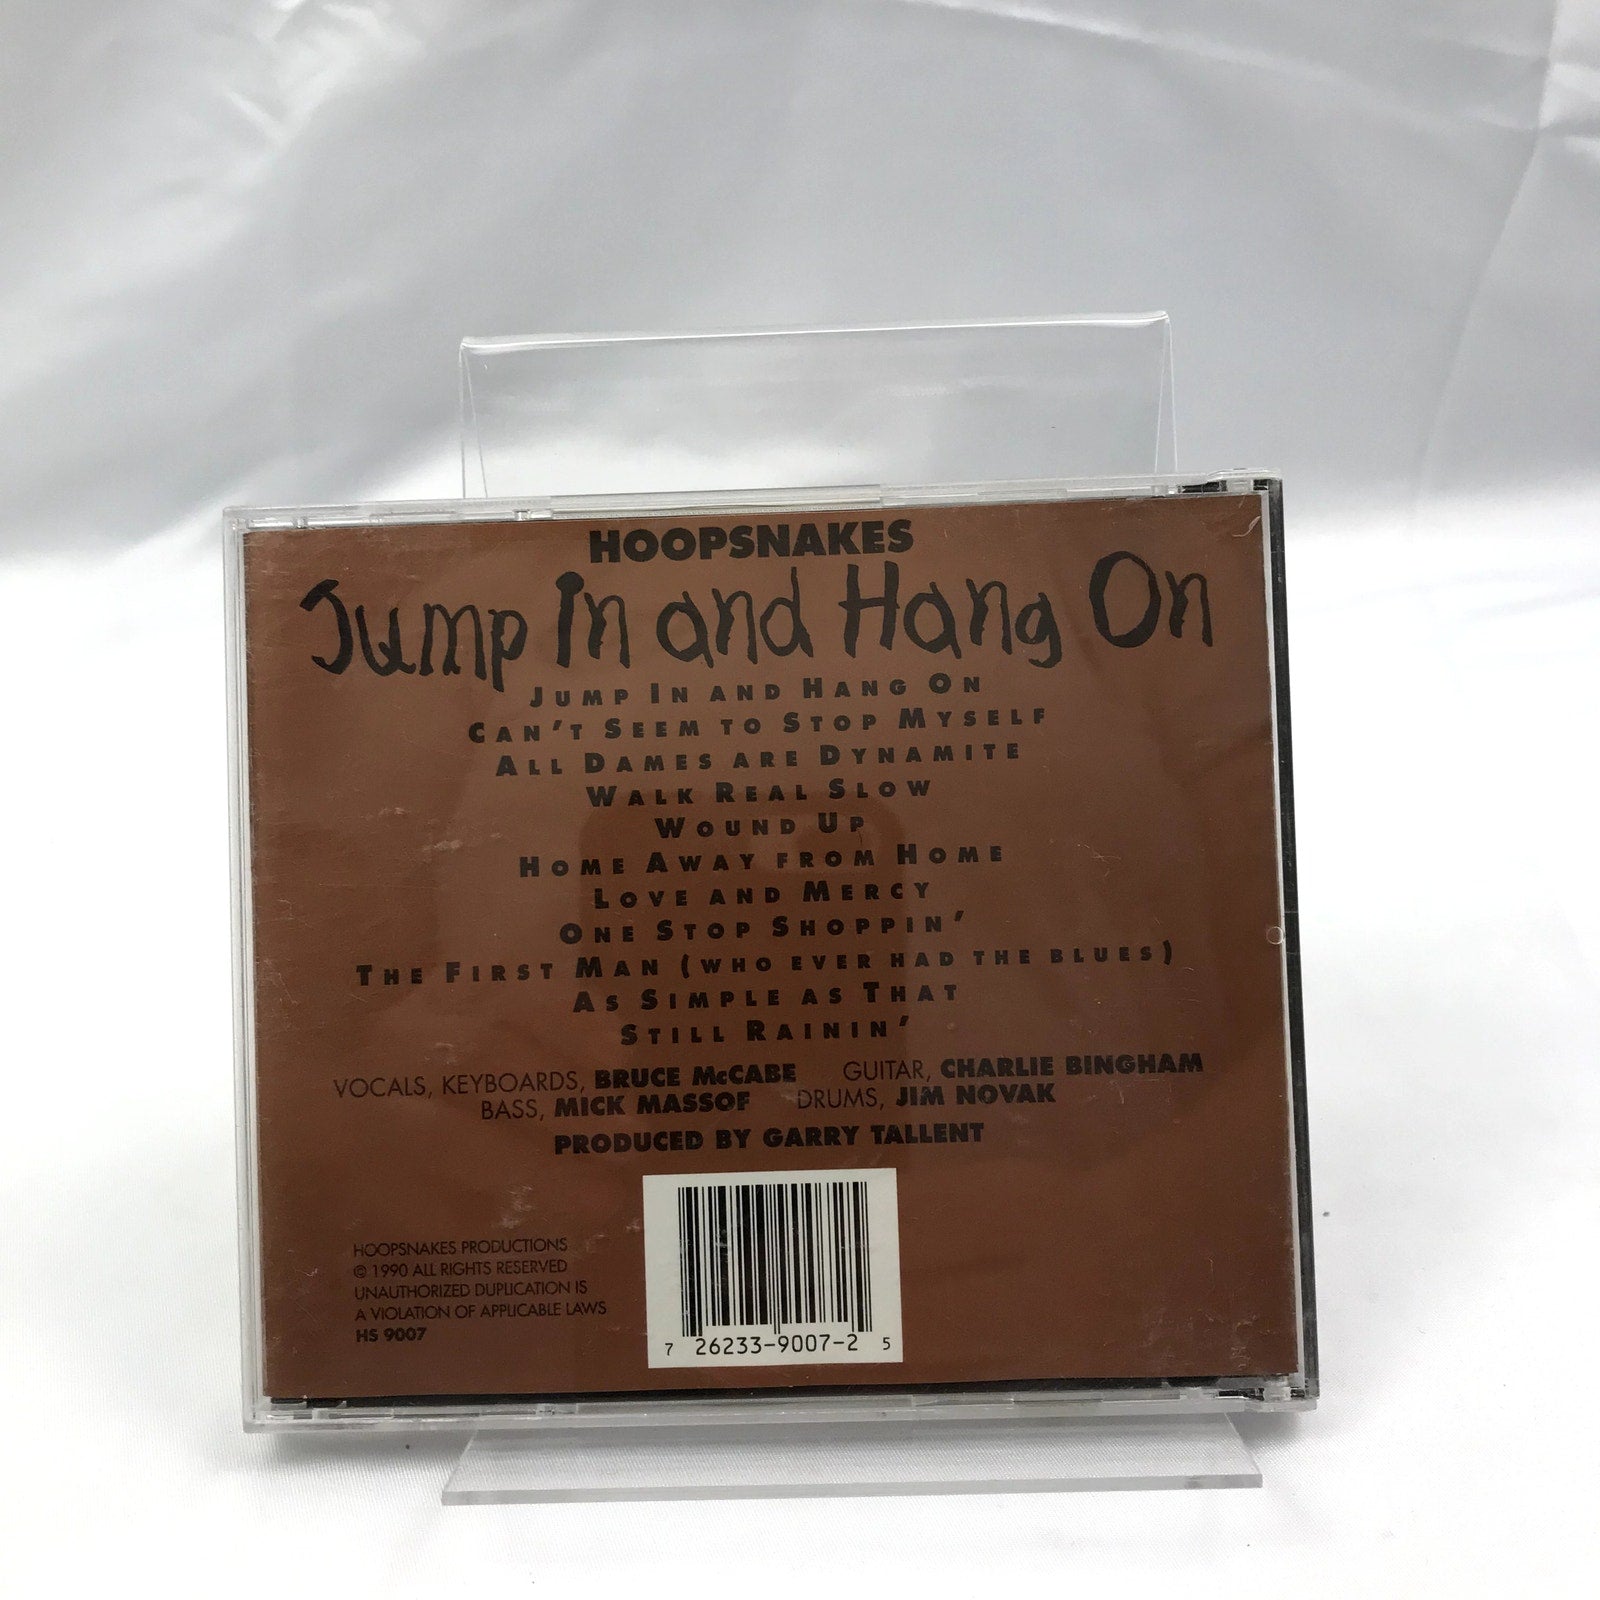 HOOPSNAKES
Jump In and Hang On
JUMP IN AND HANG ON
CAN'T SEEM TO STOP MYSELF
ALL DAMES ARE DYNAMITE
WALK REAL SLOW
WOUND UP
HOME AWAY FROM HOME
LOVE AND MERCY
ONE STOP SHOPPIN'
THE FIRST MAN (WHO EVER HAD THE BLUES)
AS SIMPLE AS THAT
STILL RAININ'
VOCALS, KEYBOARDS, BRUCE McCABE GUITAR, CHARLIE BINGHAM
BASS, MICK MASSOF DRUMS, JIM NOVAK
PRODUCED BY GARRY TALLENT
HOOPSNAKES PRODUCTIONS
© 1990 ALL RIGHTS RESERVED
UNAUTHORIZED DUPLICATION IS
A VIOLATION OF APPLICABLE LAWS
HS 9007
7 26233-9007-2 5